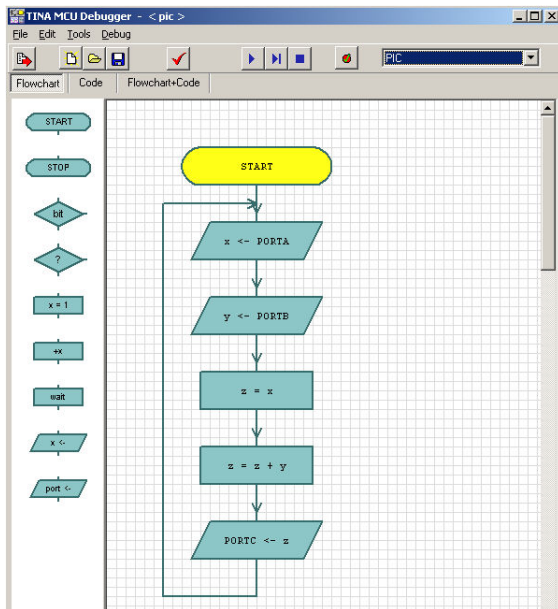 TINA MCU Debugger - < pic >
File Edit Tools Debug
PIC
Flowchart Code Flowchart+Code
START
STOP
bit
?
x = 1
+x
wait
x <-
port <-
START
x <- PORTA
y <- PORTB
z = x
z = z + y
PORTC <- z